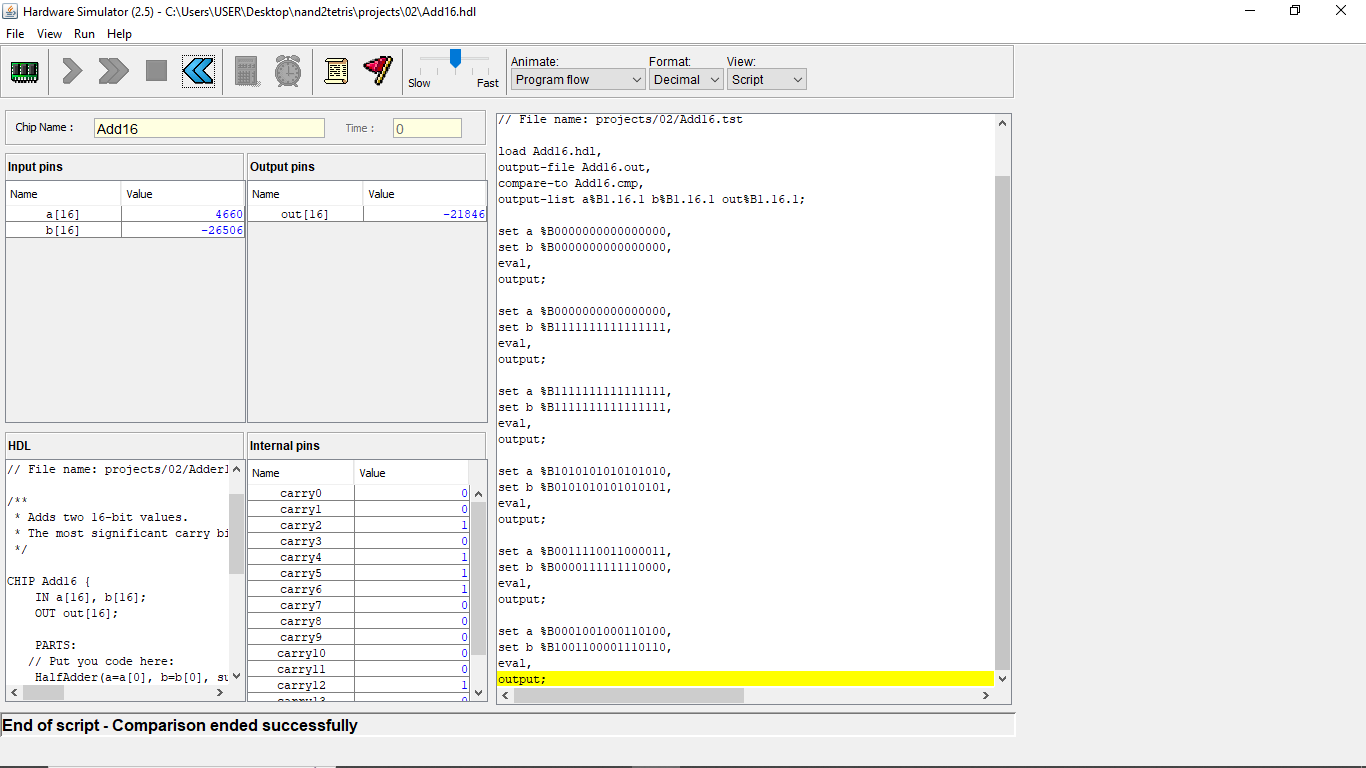 Hardware Simulator (2.5) - C:\Users\USER\Desktop\nand2tetris\projects\02\Add16.hdl
File View Run Help
Slow Fast
Animate: Format: View:
Program flow Decimal Script
Chip Name : Add16 Time : 0
Input pins
Name Value
a[16] 4660
b[16] -26506
Output pins
Name Value
out[16] -21846
HDL
// File name: projects/02/Adder1

/**
* Adds two 16-bit values.
* The most significant carry bi
*/

CHIP Add16 {
IN a[16], b[16];
OUT out[16];

PARTS:
// Put you code here:
HalfAdder(a=a[0], b=b[0], su
Internal pins
Name Value
carry0 0
carry1 0
carry2 1
carry3 0
carry4 1
carry5 1
carry6 1
carry7 0
carry8 0
carry9 0
carry10 0
carry11 0
carry12 1
carry13 0
// File name: projects/02/Add16.tst

load Add16.hdl,
output-file Add16.out,
compare-to Add16.cmp,
output-list a%B1.16.1 b%B1.16.1 out%B1.16.1;

set a %B0000000000000000,
set b %B0000000000000000,
eval,
output;

set a %B0000000000000000,
set b %B1111111111111111,
eval,
output;

set a %B1111111111111111,
set b %B1111111111111111,
eval,
output;

set a %B1010101010101010,
set b %B0101010101010101,
eval,
output;

set a %B0011110011000011,
set b %B0000111111110000,
eval,
output;

set a %B0001001000110100,
set b %B1001100001110110,
eval,
output;
End of script - Comparison ended successfully